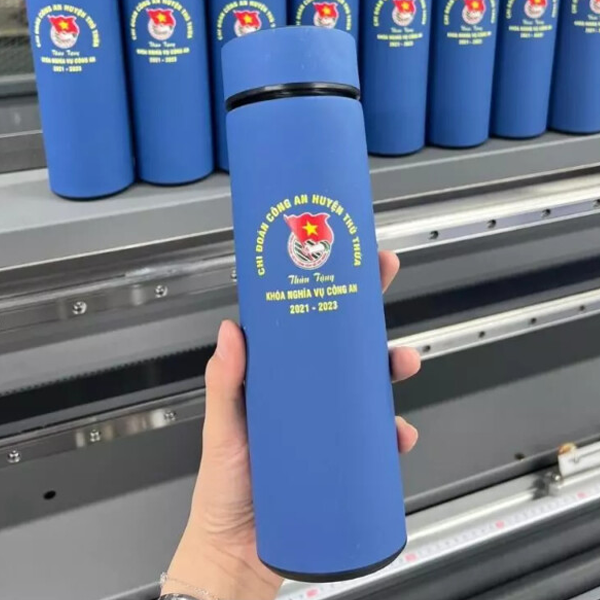 CHI ĐOÀN CÔNG AN HUYỆN THỦ THỪA
Thân Tặng
KHÓA NGHĨA VỤ CÔNG AN
2021 - 2023